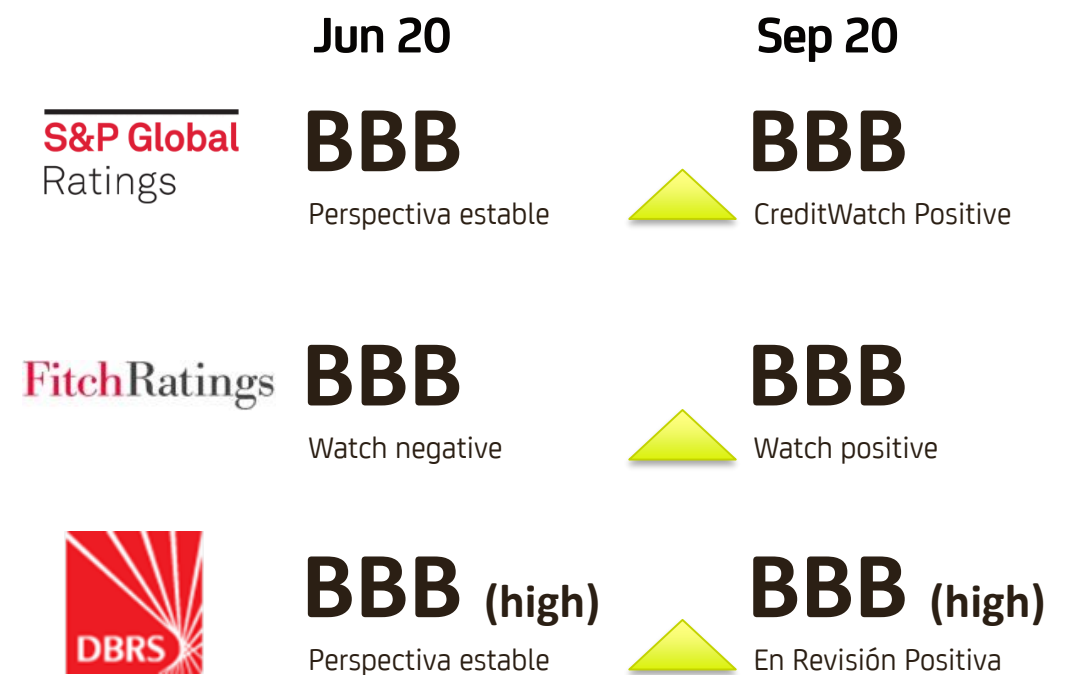 Jun 20 Sep 20
S&P Global
Ratings
BBB BBB
Perspectiva estable CreditWatch Positive
FitchRatings BBB BBB
Watch negative Watch positive
DBRS
BBB (high) BBB (high)
Perspectiva estable En Revisión Positiva